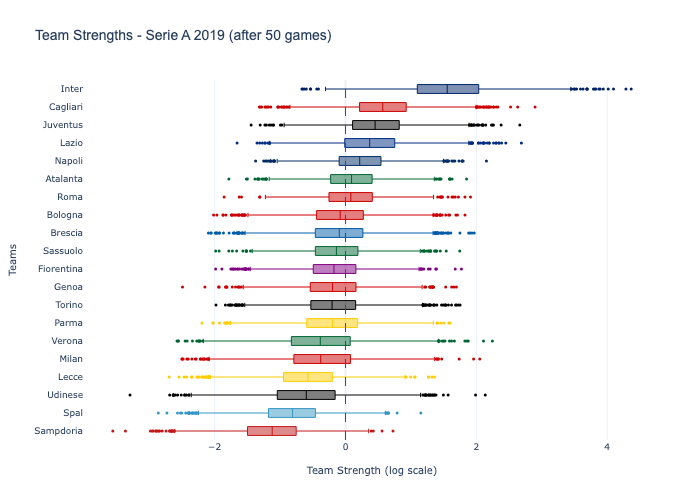 Team Strengths - Serie A 2019 (after 50 games)
Inter
Cagliari
Juventus
Lazio
Napoli
Atalanta
Roma
Bologna
Brescia
Sassuolo
Fiorentina
Genoa
Torino
Parma
Verona
Milan
Lecce
Udinese
Spal
Sampdoria
Teams
−2 0 2 4
Team Strength (log scale)